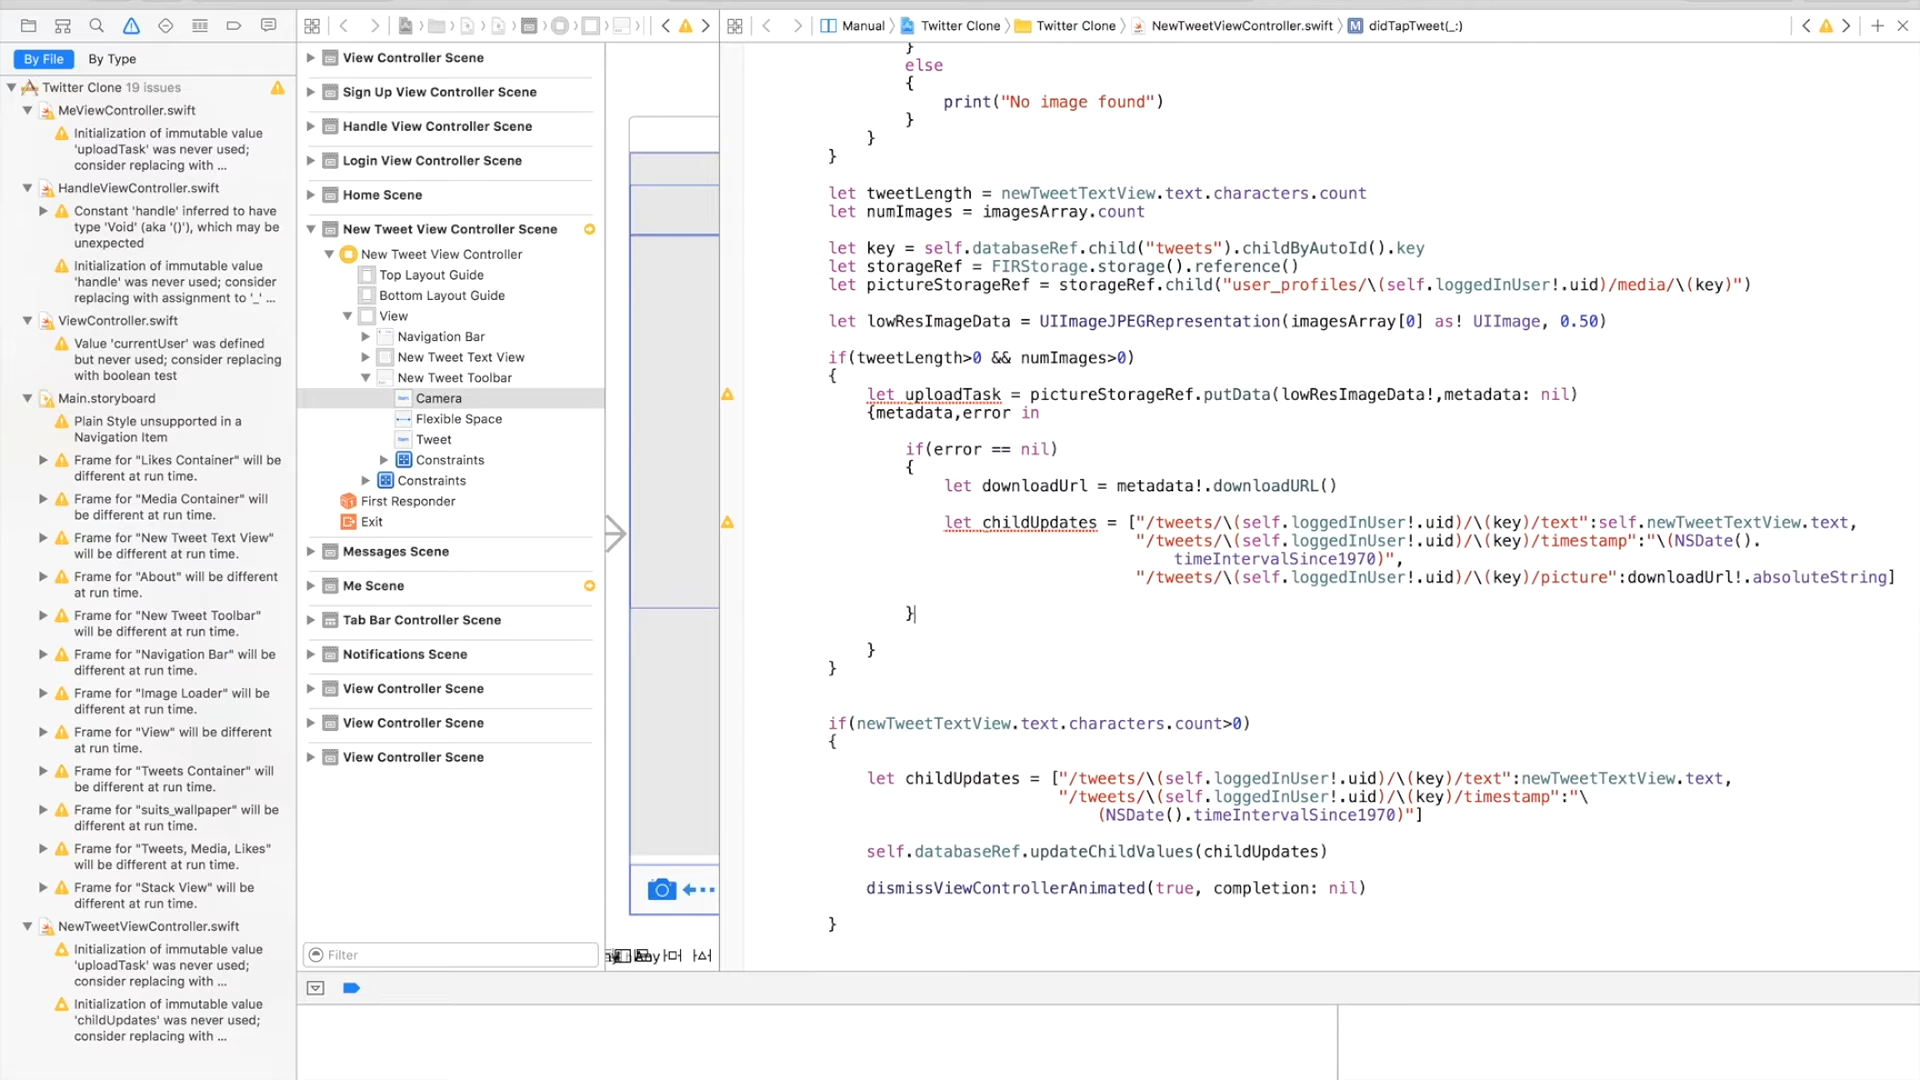 Manual
Twitter Clone
Twitter Clone
NewTweetViewController.swift
didTapTweet(_:)
By File
By Type
Twitter Clone 19 issues
MeViewController.swift
Initialization of immutable value
'uploadTask' was never used;
consider replacing with ...
HandleViewController.swift
Constant 'handle' inferred to have
type 'Void' (aka '()'), which may be
unexpected
Initialization of immutable value
'handle' was never used; consider
replacing with assignment to '_' ...
ViewController.swift
Value 'currentUser' was defined
but never used; consider replacing
with boolean test
Main.storyboard
Plain Style unsupported in a
Navigation Item
Frame for "Likes Container" will be
different at run time.
Frame for "Media Container" will
be different at run time.
Frame for "New Tweet Text View"
will be different at run time.
Frame for "About" will be different
at run time.
Frame for "New Tweet Toolbar"
will be different at run time.
Frame for "Navigation Bar" will be
different at run time.
Frame for "Image Loader" will be
different at run time.
Frame for "View" will be different
at run time.
Frame for "Tweets Container" will
be different at run time.
Frame for "suits_wallpaper" will be
different at run time.
Frame for "Tweets, Media, Likes"
will be different at run time.
Frame for "Stack View" will be
different at run time.
NewTweetViewController.swift
Initialization of immutable value
'uploadTask' was never used;
consider replacing with ...
Initialization of immutable value
'childUpdates' was never used;
consider replacing with ...
View Controller Scene
Sign Up View Controller Scene
Handle View Controller Scene
Login View Controller Scene
Home Scene
New Tweet View Controller Scene
New Tweet View Controller
Top Layout Guide
Bottom Layout Guide
View
Navigation Bar
New Tweet Text View
New Tweet Toolbar
Camera
Flexible Space
Tweet
Constraints
Constraints
First Responder
Exit
Messages Scene
Me Scene
Tab Bar Controller Scene
Notifications Scene
View Controller Scene
View Controller Scene
View Controller Scene
Filter
}
else
{
print("No image found")
}
}
}
let tweetLength = newTweetTextView.text.characters.count
let numImages = imagesArray.count
let key = self.databaseRef.child("tweets").childByAutoId().key
let storageRef = FIRStorage.storage().reference()
let pictureStorageRef = storageRef.child("user_profiles/\(self.loggedInUser!.uid)/media/\(key)")
let lowResImageData = UIImageJPEGRepresentation(imagesArray[0] as! UIImage, 0.50)
if(tweetLength>0 && numImages>0)
{
let uploadTask = pictureStorageRef.putData(lowResImageData!,metadata: nil)
{metadata,error in
if(error == nil)
{
let downloadUrl = metadata!.downloadURL()
let childUpdates = ["/tweets/\(self.loggedInUser!.uid)/\(key)/text":self.newTweetTextView.text,
"/tweets/\(self.loggedInUser!.uid)/\(key)/timestamp":"\(NSDate().
timeIntervalSince1970)",
"/tweets/\(self.loggedInUser!.uid)/\(key)/picture":downloadUrl!.absoluteString]
}
}
}
if(newTweetTextView.text.characters.count>0)
{
let childUpdates = ["/tweets/\(self.loggedInUser!.uid)/\(key)/text":newTweetTextView.text,
"/tweets/\(self.loggedInUser!.uid)/\(key)/timestamp":"\
(NSDate().timeIntervalSince1970)"]
self.databaseRef.updateChildValues(childUpdates)
dismissViewControllerAnimated(true, completion: nil)
}